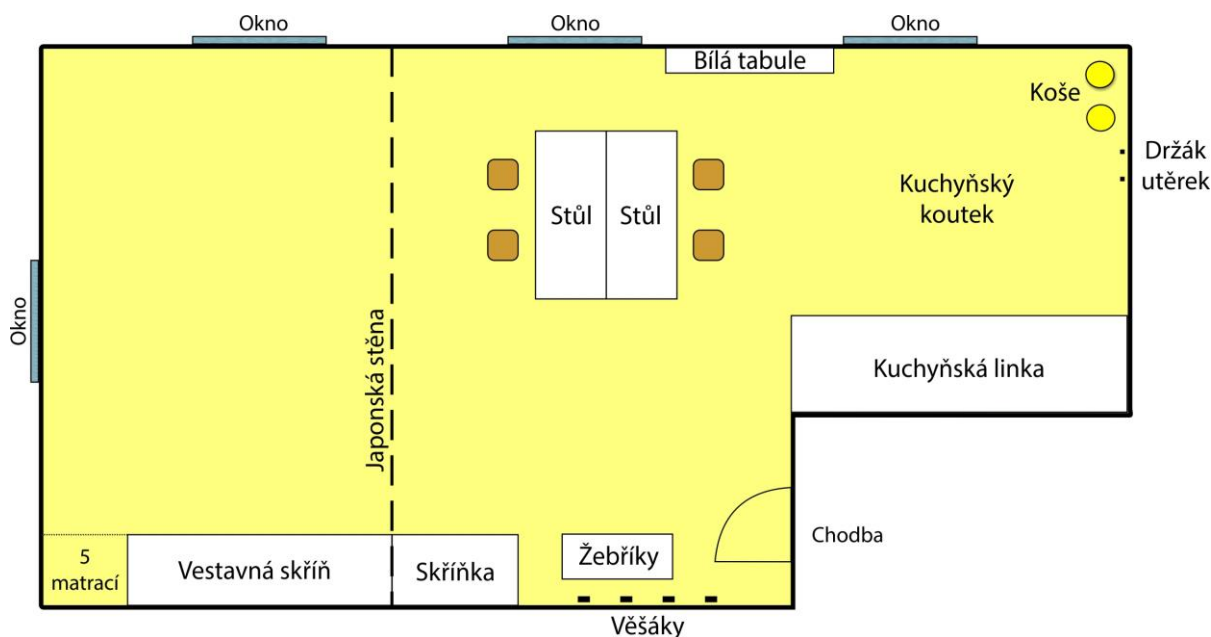 Okno
Okno
Okno
Bílá tabule
Koše
Držák
utěrek
Kuchyňský
koutek
Stůl
Stůl
Okno
Japonská stěna
Kuchyňská linka
Chodba
5
matrací
Vestavná skříň
Skříňka
Žebříky
Věšáky